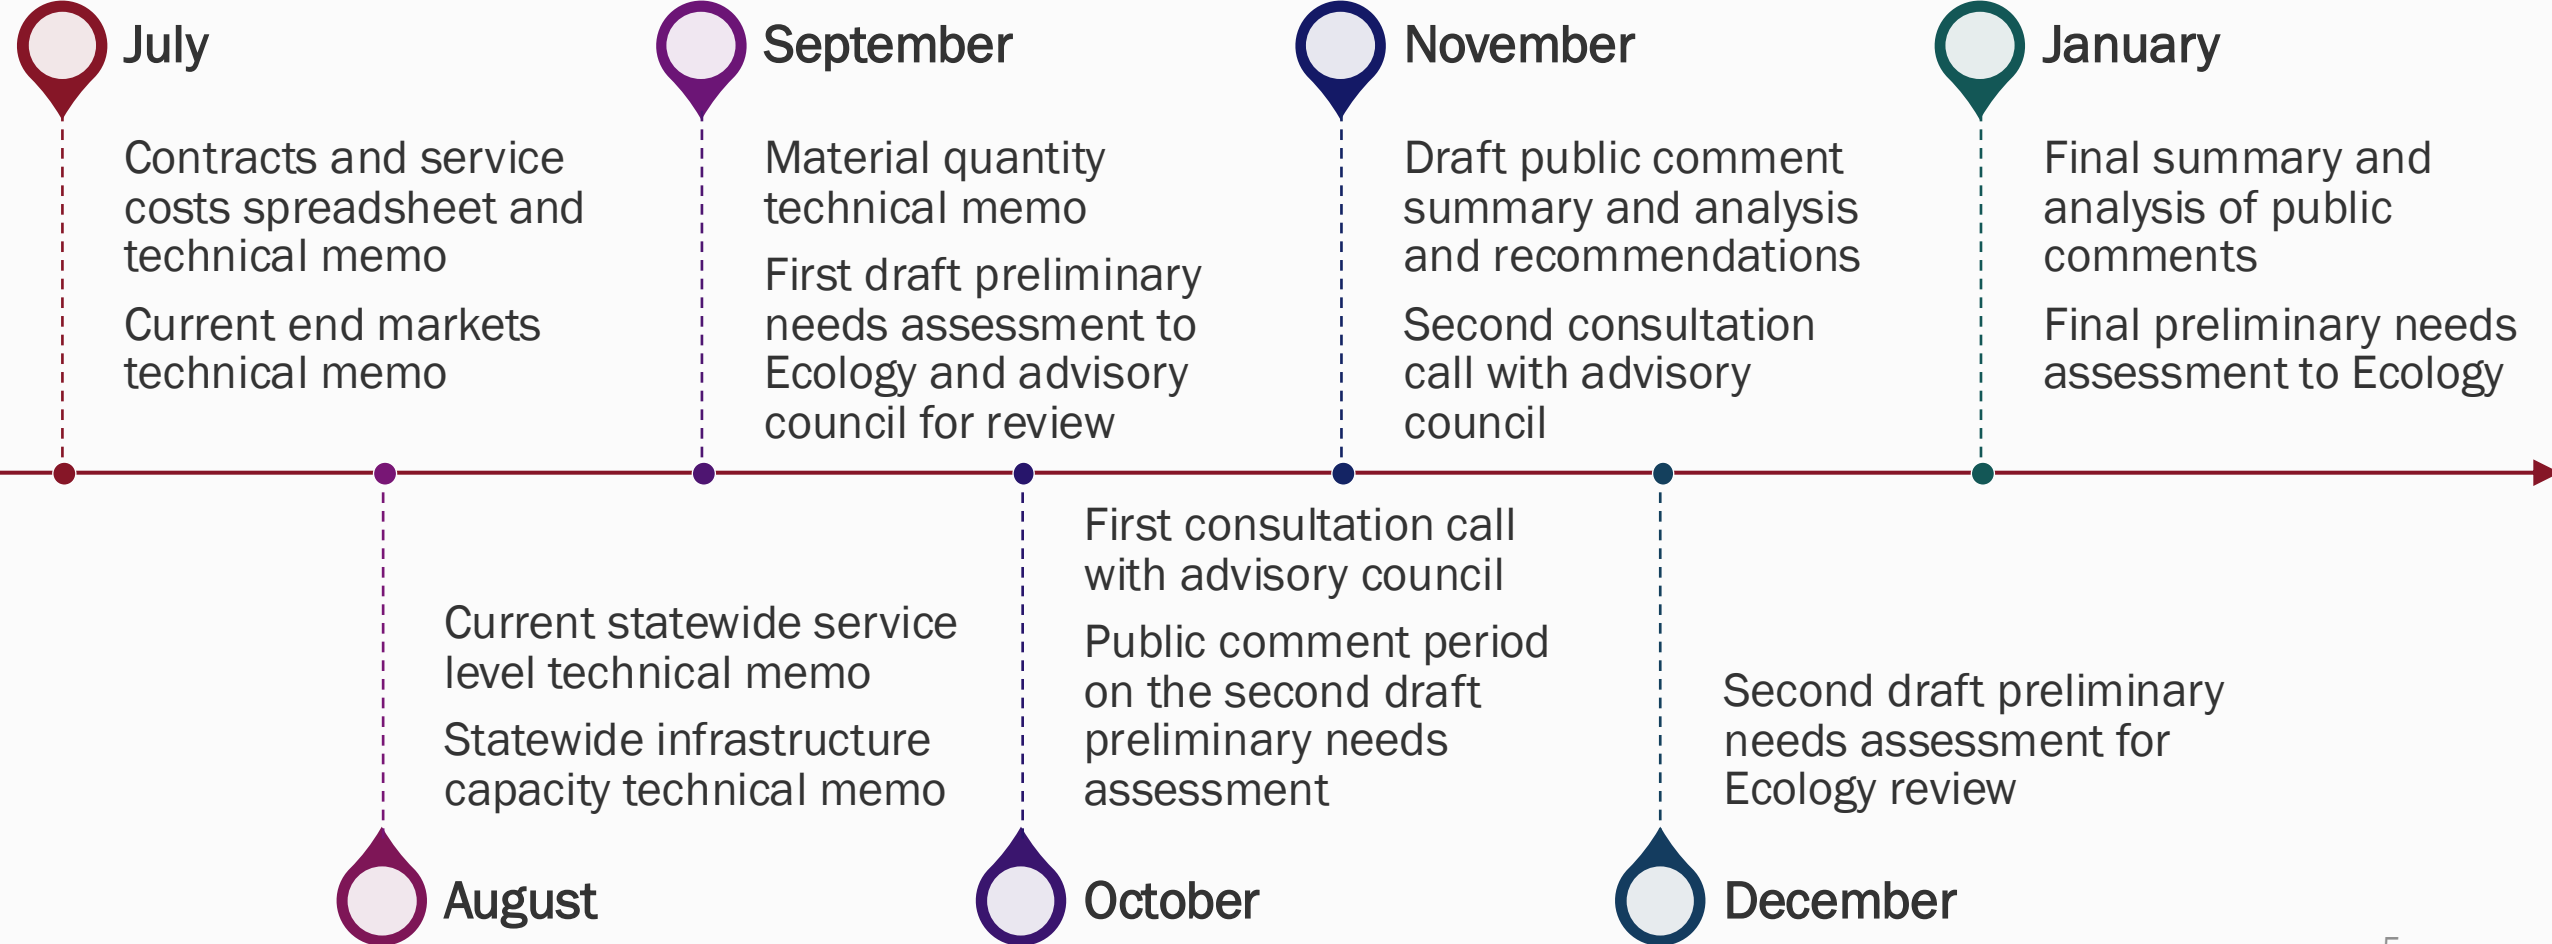 July
Contracts and service
costs spreadsheet and
technical memo
Current end markets
technical memo
September
Material quantity
technical memo
First draft preliminary
needs assessment to
Ecology and advisory
council for review
November
Draft public comment
summary and analysis
and recommendations
Second consultation
call with advisory
council
January
Final summary and
analysis of public
comments
Final preliminary needs
assessment to Ecology
Current statewide service
level technical memo
Statewide infrastructure
capacity technical memo
August
First consultation call
with advisory council
Public comment period
on the second draft
preliminary needs
assessment
October
Second draft preliminary
needs assessment for
Ecology review
December